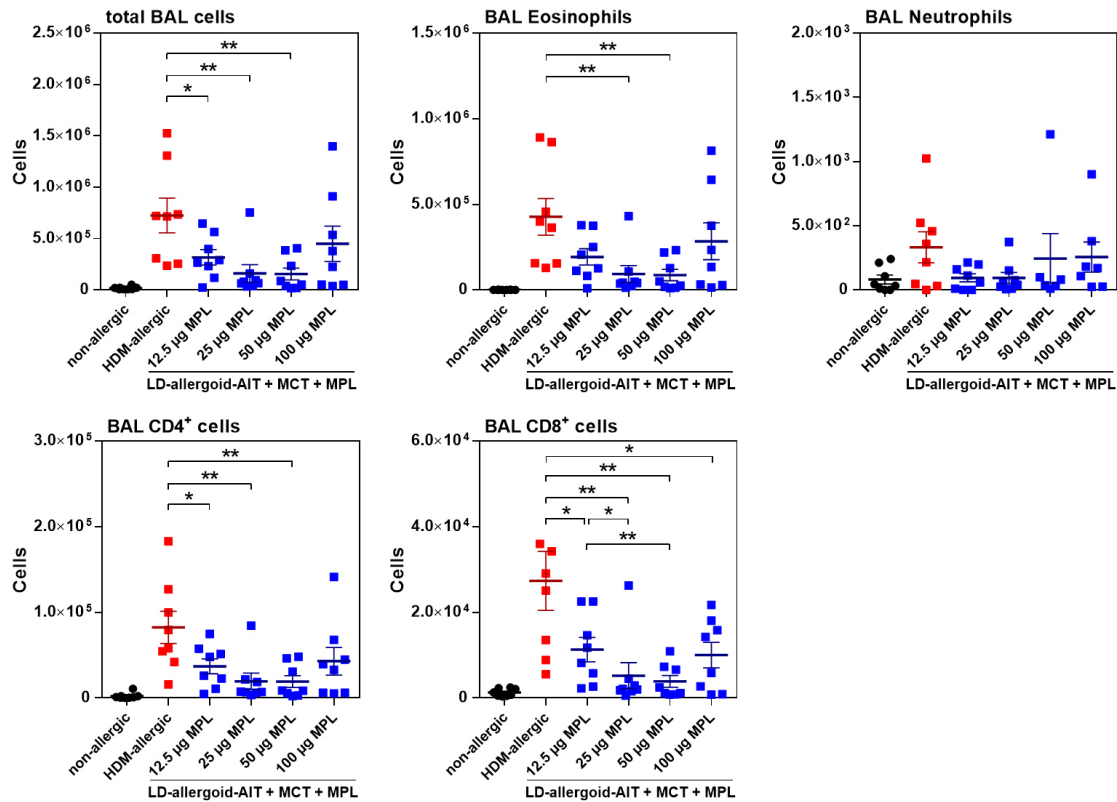 total BAL cells
2.5×10⁶
2.0×10⁶
1.5×10⁶
1.0×10⁶
5.0×10⁵
0
Cells
**
**
*
non-allergic
HDM-allergic
12.5 µg MPL
25 µg MPL
50 µg MPL
100 µg MPL
LD-allergoid-AIT + MCT + MPL
BAL Eosinophils
1.5×10⁶
1.0×10⁶
5.0×10⁵
0
Cells
**
**
non-allergic
HDM-allergic
12.5 µg MPL
25 µg MPL
50 µg MPL
100 µg MPL
LD-allergoid-AIT + MCT + MPL
BAL Neutrophils
2.0×10³
1.5×10³
1.0×10³
5.0×10²
0
Cells
non-allergic
HDM-allergic
12.5 µg MPL
25 µg MPL
50 µg MPL
100 µg MPL
LD-allergoid-AIT + MCT + MPL
BAL CD4⁺ cells
3.0×10⁵
2.0×10⁵
1.0×10⁵
0
Cells
**
**
*
non-allergic
HDM-allergic
12.5 µg MPL
25 µg MPL
50 µg MPL
100 µg MPL
LD-allergoid-AIT + MCT + MPL
BAL CD8⁺ cells
6.0×10⁴
4.0×10⁴
2.0×10⁴
0
Cells
*
**
**
* *
**
non-allergic
HDM-allergic
12.5 µg MPL
25 µg MPL
50 µg MPL
100 µg MPL
LD-allergoid-AIT + MCT + MPL